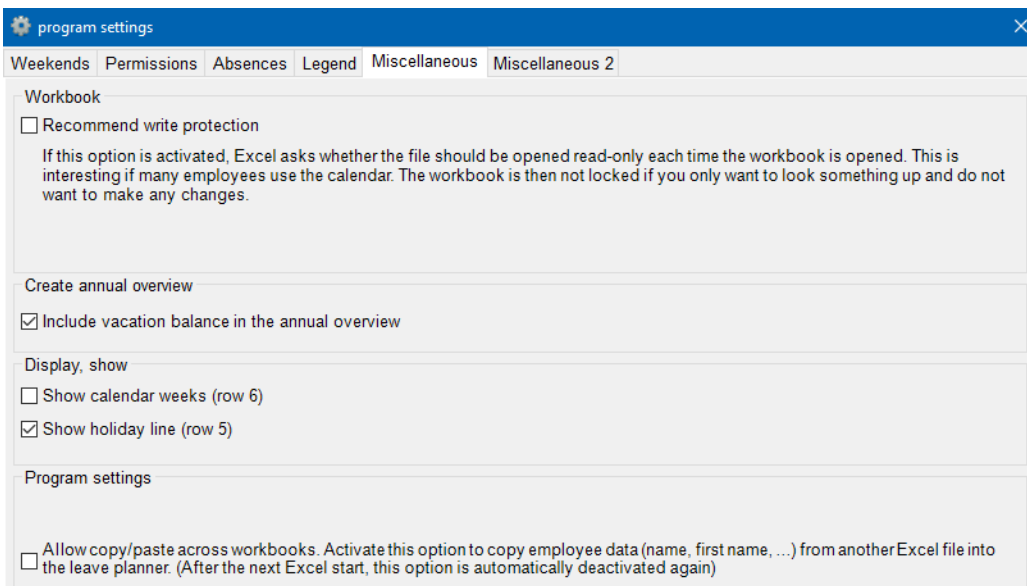 program settings
Weekends Permissions Absences Legend Miscellaneous Miscellaneous 2
Workbook
Recommend write protection
If this option is activated, Excel asks whether the file should be opened read-only each time the workbook is opened. This is
interesting if many employees use the calendar. The workbook is then not locked if you only want to look something up and do not
want to make any changes.
Create annual overview
Include vacation balance in the annual overview
Display, show
Show calendar weeks (row 6)
Show holiday line (row 5)
Program settings
Allow copy/paste across workbooks. Activate this option to copy employee data (name, first name, ...) from another Excel file into
the leave planner. (After the next Excel start, this option is automatically deactivated again)